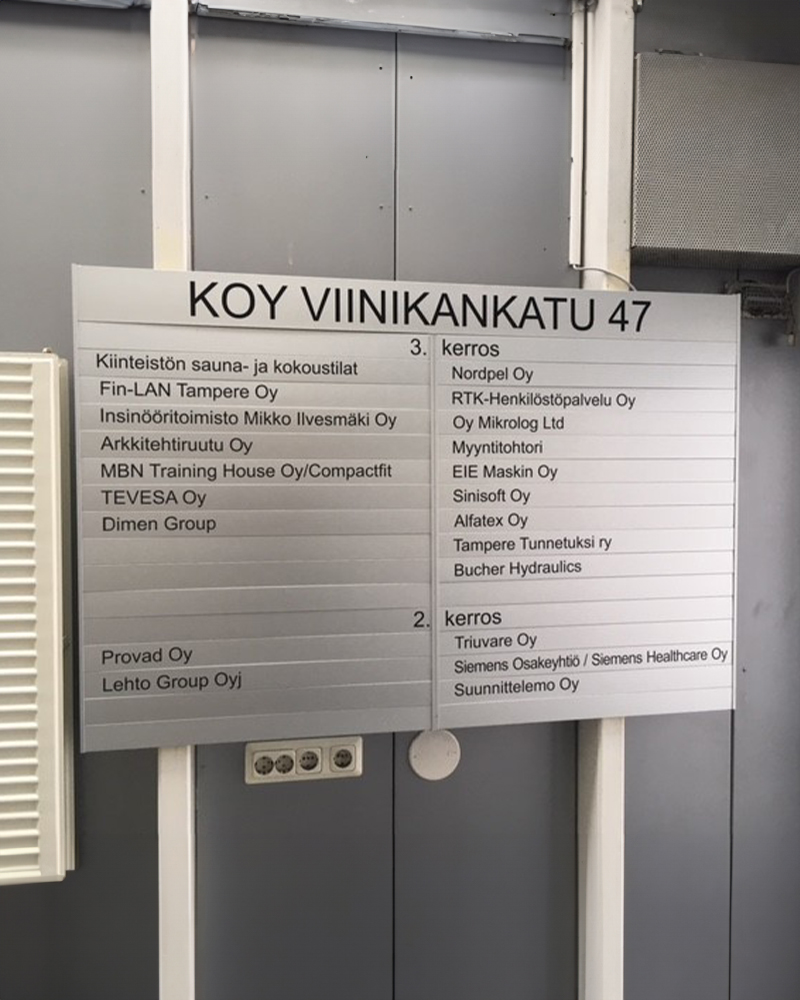 KOY VIINIKANKATU 47
3. kerros
Kiinteistön sauna- ja kokoustilat
Fin-LAN Tampere Oy
Insinööritoimisto Mikko Ilvesmäki Oy
Arkkitehtiruutu Oy
MBN Training House Oy/Compactfit
TEVESA Oy
Dimen Group
Nordpel Oy
RTK-Henkilöstöpalvelu Oy
Oy Mikrolog Ltd
Myyntitohtori
EIE Maskin Oy
Sinisoft Oy
Alfatex Oy
Tampere Tunnetuksi ry
Bucher Hydraulics
2. kerros
Provad Oy
Lehto Group Oyj
Triuvare Oy
Siemens Osakeyhtiö / Siemens Healthcare Oy
Suunnittelemo Oy